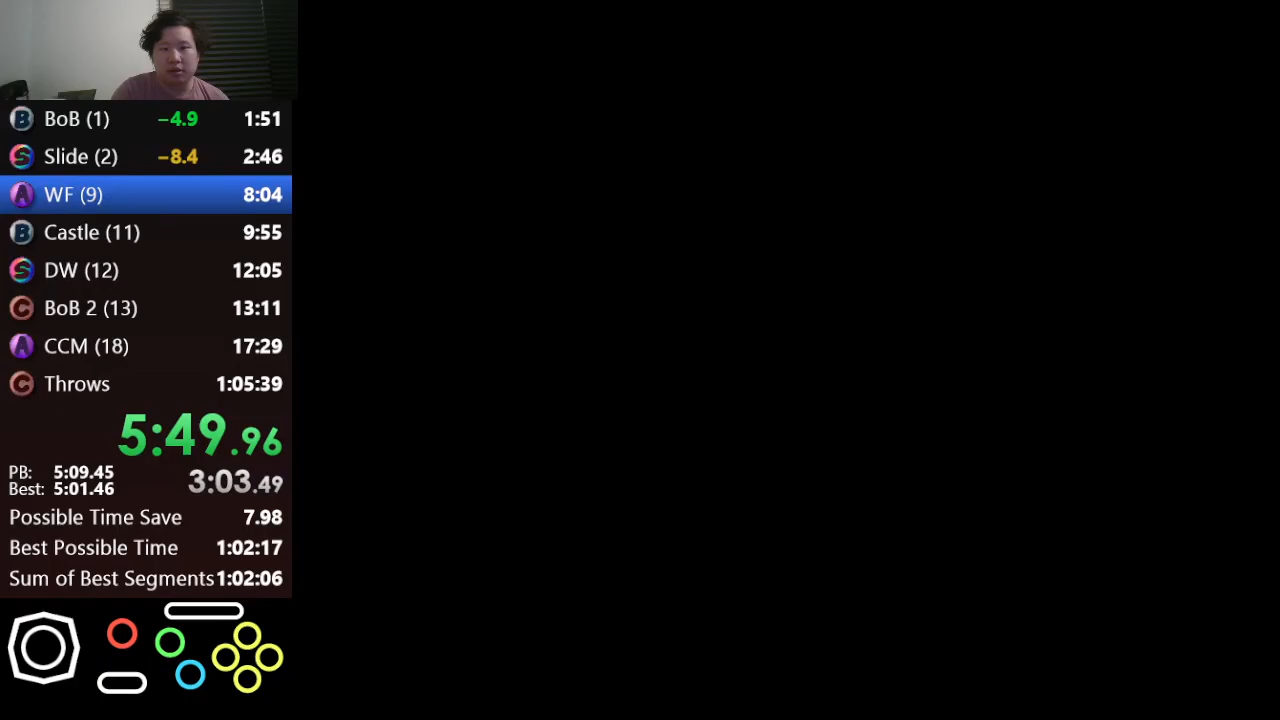 B BoB (1) −4.9 1:51
S Slide (2) −8.4 2:46
A WF (9) 8:04
B Castle (11) 9:55
S DW (12) 12:05
C BoB 2 (13) 13:11
A CCM (18) 17:29
C Throws 1:05:39
5:49.96
PB: 5:09.45 3:03.49
Best: 5:01.46
Possible Time Save 7.98
Best Possible Time 1:02:17
Sum of Best Segments 1:02:06